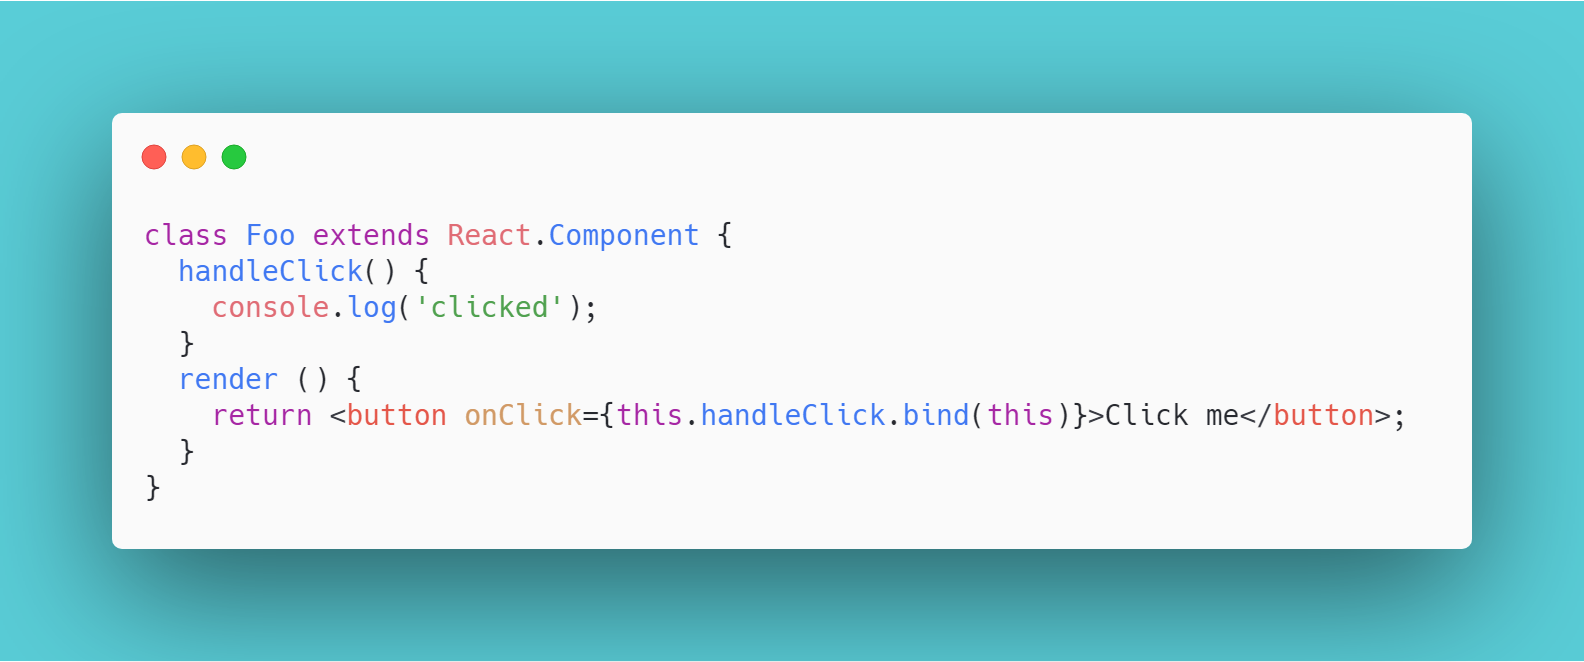 class Foo extends React.Component {
  handleClick() {
    console.log('clicked');
  }
  render () {
    return <button onClick={this.handleClick.bind(this)}>Click me</button>;
  }
}